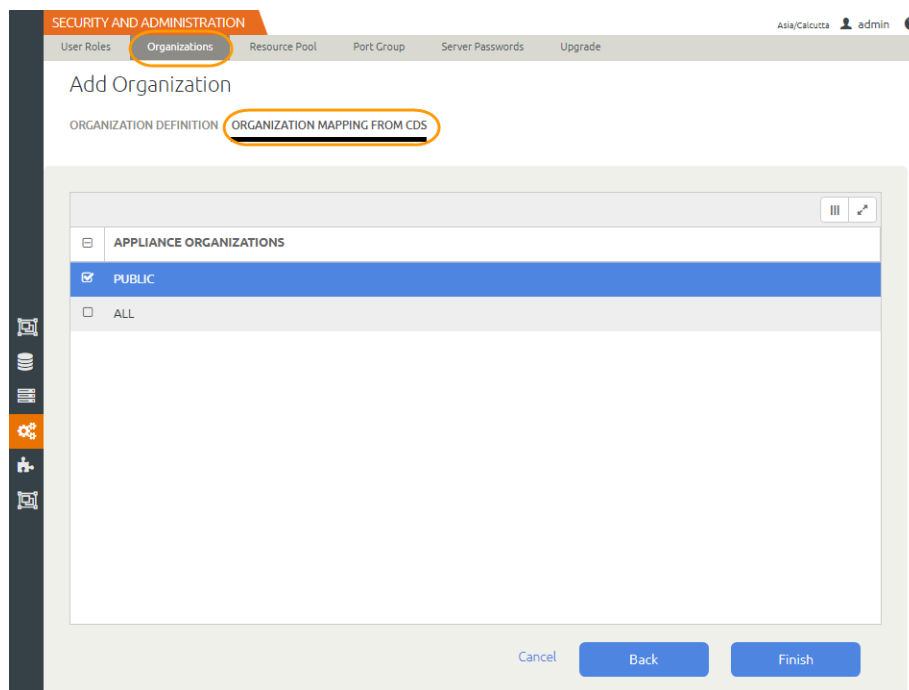 SECURITY AND ADMINISTRATION
Asia/Calcutta admin
User Roles Organizations Resource Pool Port Group Server Passwords Upgrade
Add Organization
ORGANIZATION DEFINITION ORGANIZATION MAPPING FROM CDS
APPLIANCE ORGANIZATIONS
PUBLIC
ALL
Cancel Back Finish